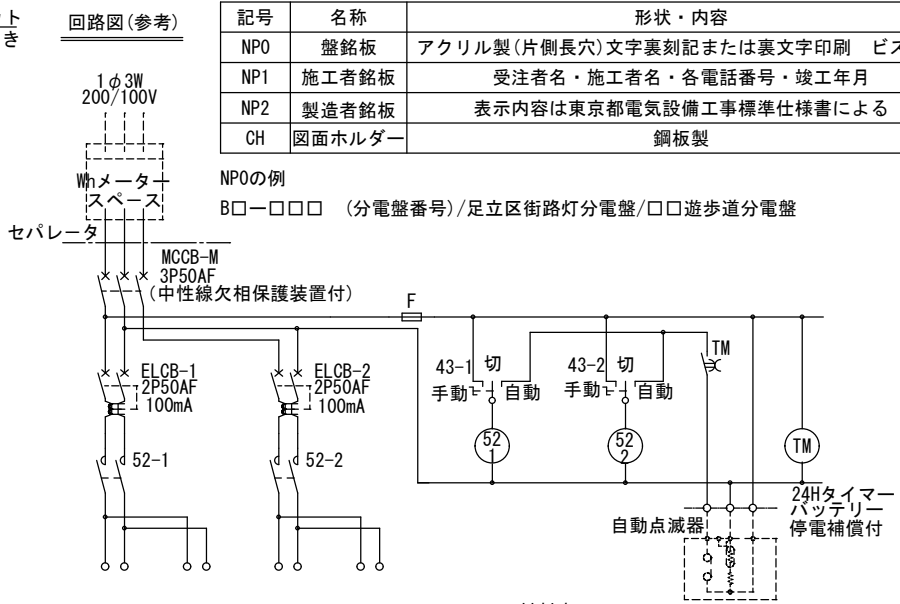 き
回路図(参考)
記号 名称 形状・内容
NPO 盤銘板 アクリル製(片側長穴)文字裏刻記または裏文字印刷 ビス
NP1 施工者銘板 受注者名・施工者名・各電話番号・竣工年月
NP2 製造者銘板 表示内容は東京都電気設備工事標準仕様書による
CH 図面ホルダー 鋼板製
NPOの例
B□ー□□□ (分電盤番号)/足立区街路灯分電盤/□□遊歩道分電盤
1φ3W
200/100V
Whメーター
スペース
セパレータ
MCCB-M
3P50AF
(中性線欠相保護装置付)
F
ELCB-1
2P50AF
100mA
ELCB-2
2P50AF
100mA
52-1
52-2
43-1 切
手動 自動
43-2 切
手動 自動
TM
52
1
52
2
TM
自動点滅器
24Hタイマー
バッテリー
停電補償付